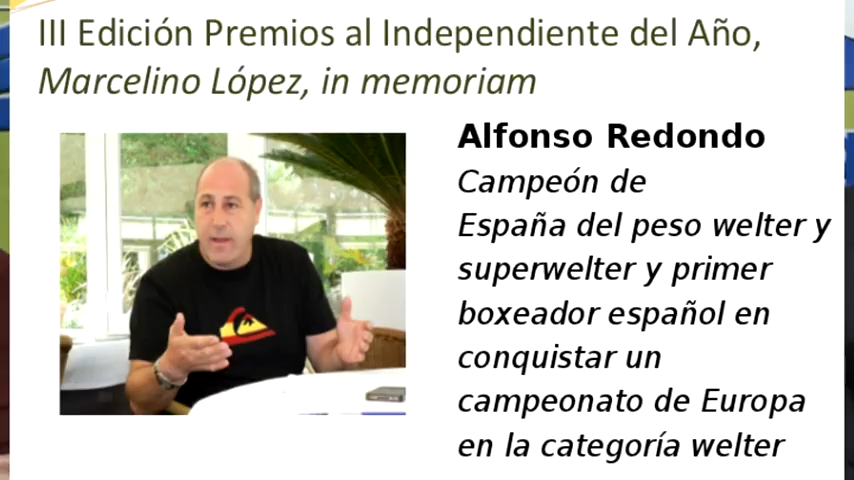 III Edición Premios al Independiente del Año,
Marcelino López, in memoriam
Alfonso Redondo
Campeón de
España del peso welter y
superwelter y primer
boxeador español en
conquistar un
campeonato de Europa
en la categoría welter